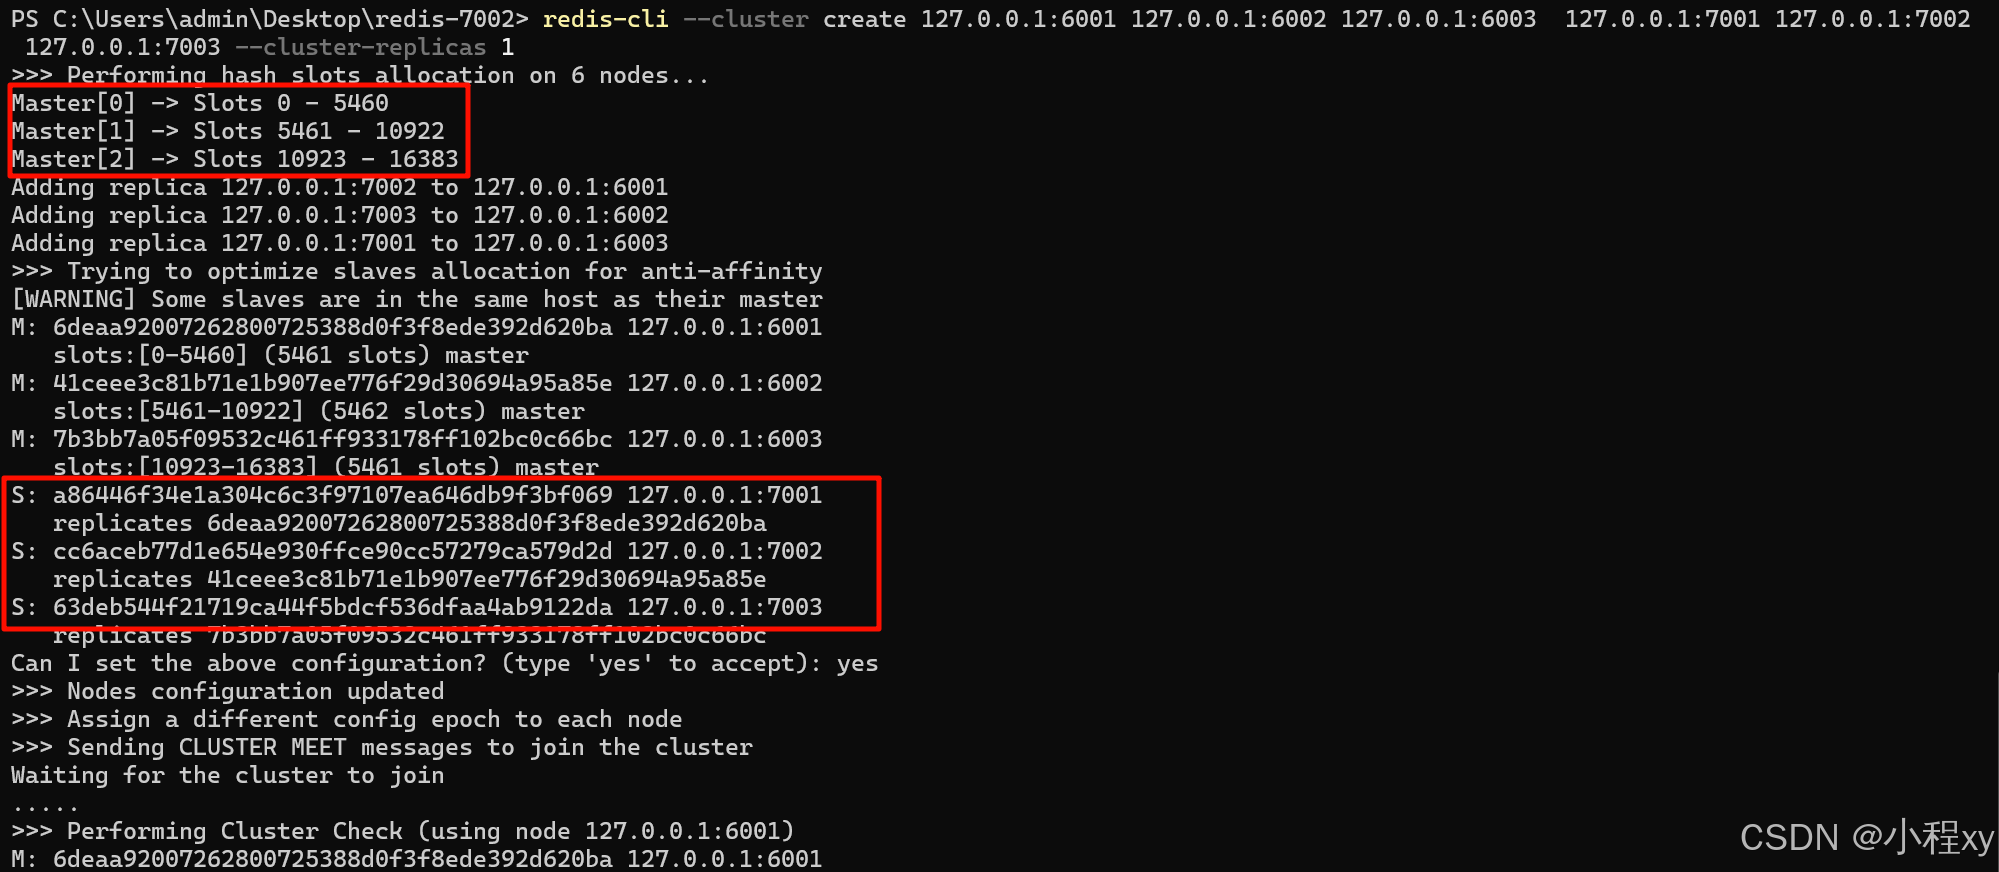 PS C:\Users\admin\Desktop\redis-7002> redis-cli --cluster create 127.0.0.1:6001 127.0.0.1:6002 127.0.0.1:6003  127.0.0.1:7001 127.0.0.1:7002
 127.0.0.1:7003 --cluster-replicas 1
>>> Performing hash slots allocation on 6 nodes...
Master[0] -> Slots 0 - 5460
Master[1] -> Slots 5461 - 10922
Master[2] -> Slots 10923 - 16383
Adding replica 127.0.0.1:7002 to 127.0.0.1:6001
Adding replica 127.0.0.1:7003 to 127.0.0.1:6002
Adding replica 127.0.0.1:7001 to 127.0.0.1:6003
>>> Trying to optimize slaves allocation for anti-affinity
[WARNING] Some slaves are in the same host as their master
M: 6deaa92007262800725388d0f3f8ede392d620ba 127.0.0.1:6001
   slots:[0-5460] (5461 slots) master
M: 41ceee3c81b71e1b907ee776f29d30694a95a85e 127.0.0.1:6002
   slots:[5461-10922] (5462 slots) master
M: 7b3bb7a05f09532c461ff933178ff102bc0c66bc 127.0.0.1:6003
   slots:[10923-16383] (5461 slots) master
S: a86446f34e1a304c6c3f97107ea646db9f3bf069 127.0.0.1:7001
   replicates 6deaa92007262800725388d0f3f8ede392d620ba
S: cc6aceb77d1e654e930ffce90cc57279ca579d2d 127.0.0.1:7002
   replicates 41ceee3c81b71e1b907ee776f29d30694a95a85e
S: 63deb544f21719ca44f5bdcf536dfaa4ab9122da 127.0.0.1:7003
   replicates 7b3bb7a05f09532c461ff933178ff102bc0c66bc
Can I set the above configuration? (type 'yes' to accept): yes
>>> Nodes configuration updated
>>> Assign a different config epoch to each node
>>> Sending CLUSTER MEET messages to join the cluster
Waiting for the cluster to join
.....
>>> Performing Cluster Check (using node 127.0.0.1:6001)
M: 6deaa92007262800725388d0f3f8ede392d620ba 127.0.0.1:6001
CSDN @小程xy